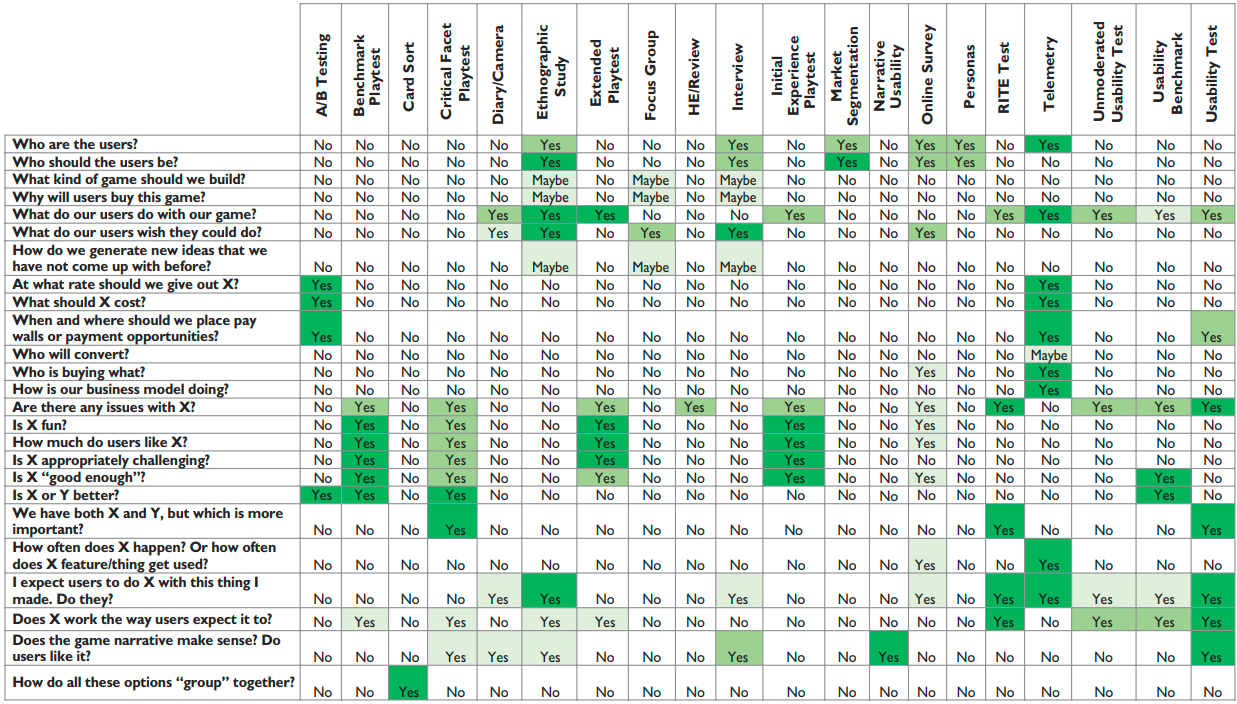 A/B Testing
Benchmark
Playtest
Card Sort
Critical Facet
Playtest
Diary/Camera
Ethnographic
Study
Extended
Playtest
Focus Group
HE/Review
Interview
Initial
Experience
Playtest
Market
Segmentation
Narrative
Usability
Online Survey
Personas
RITE Test
Telemetry
Unmoderated
Usability Test
Usability
Benchmark
Usability Test
Who are the users? No No No No No Yes No No No Yes No Yes No Yes Yes No Yes No No No
Who should the users be? No No No No No Yes No No No Yes No Yes No Yes Yes No No No No No
What kind of game should we build? No No No No No Maybe No Maybe No Maybe No No No No No No No No No No
Why will users buy this game? No No No No No Maybe No Maybe No Maybe No No No No No No No No No No
What do our users do with our game? No No No No Yes Yes Yes No No No Yes No No No No Yes Yes Yes Yes Yes
What do our users wish they could do? No No No No Yes Yes No Yes No Yes No No No Yes No No No No No No
How do we generate new ideas that we
have not come up with before? No No No No No Maybe No Maybe No Maybe No No No No No No No No No No
At what rate should we give out X? Yes No No No No No No No No No No No No No No No Yes No No No
What should X cost? Yes No No No No No No No No No No No No No No No Yes No No No
When and where should we place pay
walls or payment opportunities? Yes No No No No No No No No No No No No No No No Yes No No Yes
Who will convert? No No No No No No No No No No No No No No No No Maybe No No No
Who is buying what? No No No No No No No No No No No No No Yes No No Yes No No No
How is our business model doing? No No No No No No No No No No No No No No No No Yes No No No
Are there any issues with X? No Yes No Yes No No Yes No Yes No Yes No No Yes No Yes No Yes Yes Yes
Is X fun? No Yes No Yes No No Yes No No No Yes No No Yes No No No No No No
How much do users like X? No Yes No Yes No No Yes No No No Yes No No Yes No No No No No No
Is X appropriately challenging? No Yes No Yes No No Yes No No No Yes No No No No No No No No No
Is X “good enough”? No Yes No Yes No No Yes No No No Yes No No Yes No No No No Yes No
Is X or Y better? Yes Yes No Yes No No No No No No No No No No No No No No Yes No
We have both X and Y, but which is more
important? No No No Yes No No No No No No No No No No No Yes No No No Yes
How often does X happen? Or how often
does X feature/thing get used? No No No No No No No No No No No No No Yes No No Yes No No No
I expect users to do X with this thing I
made. Do they? No No No No Yes Yes No No No Yes No No No Yes No Yes Yes Yes Yes Yes
Does X work the way users expect it to? No Yes No Yes No Yes Yes No No No No No No No No Yes No Yes Yes Yes
Does the game narrative make sense? Do
users like it? No No No Yes Yes Yes No No No Yes No No Yes No No No No No No Yes
How do all these options “group” together? No No Yes No No No No No No No No No No No No No No No No No